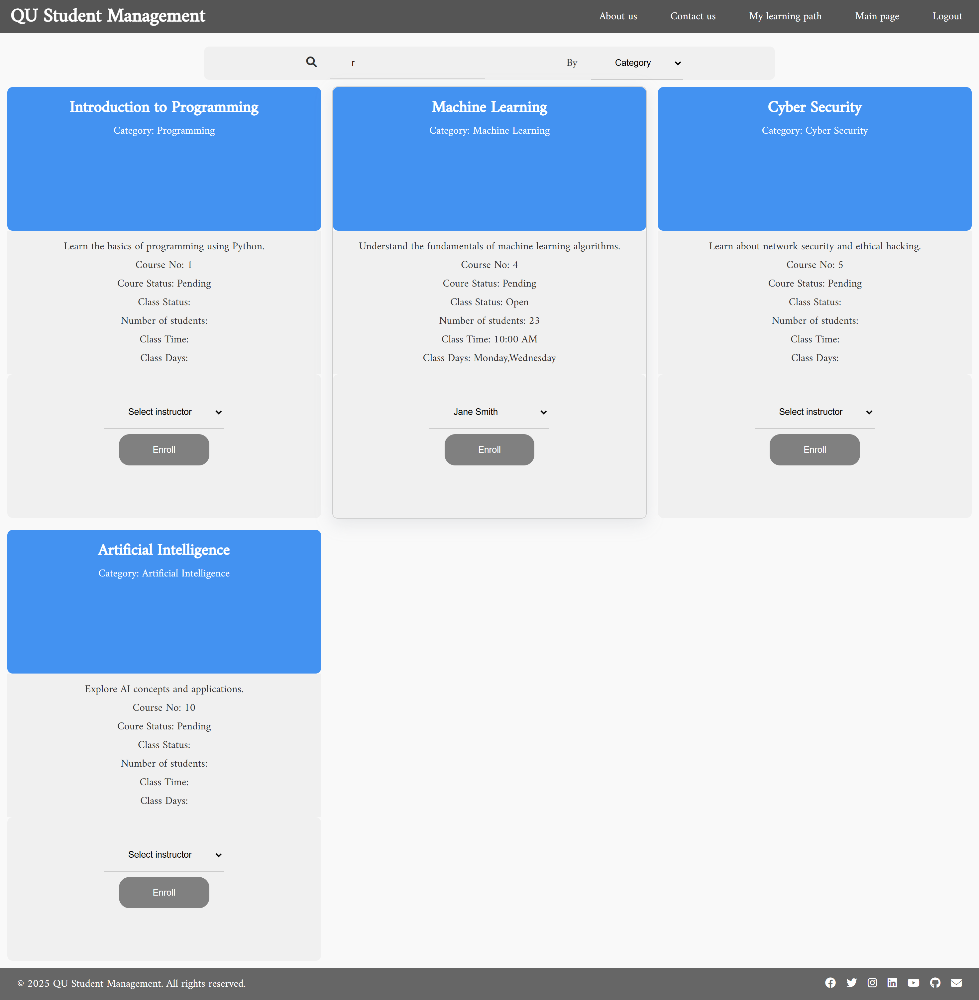 QU Student Management
About us
Contact us
My learning path
Main page
Logout
r
By
Category
Introduction to Programming
Category: Programming
Learn the basics of programming using Python.
Course No: 1
Coure Status: Pending
Class Status:
Number of students:
Class Time:
Class Days:
Select instructor
Enroll
Machine Learning
Category: Machine Learning
Understand the fundamentals of machine learning algorithms.
Course No: 4
Coure Status: Pending
Class Status: Open
Number of students: 23
Class Time: 10:00 AM
Class Days: Monday,Wednesday
Jane Smith
Enroll
Cyber Security
Category: Cyber Security
Learn about network security and ethical hacking.
Course No: 5
Coure Status: Pending
Class Status:
Number of students:
Class Time:
Class Days:
Select instructor
Enroll
Artificial Intelligence
Category: Artificial Intelligence
Explore AI concepts and applications.
Course No: 10
Coure Status: Pending
Class Status:
Number of students:
Class Time:
Class Days:
Select instructor
Enroll
© 2025 QU Student Management. All rights reserved.